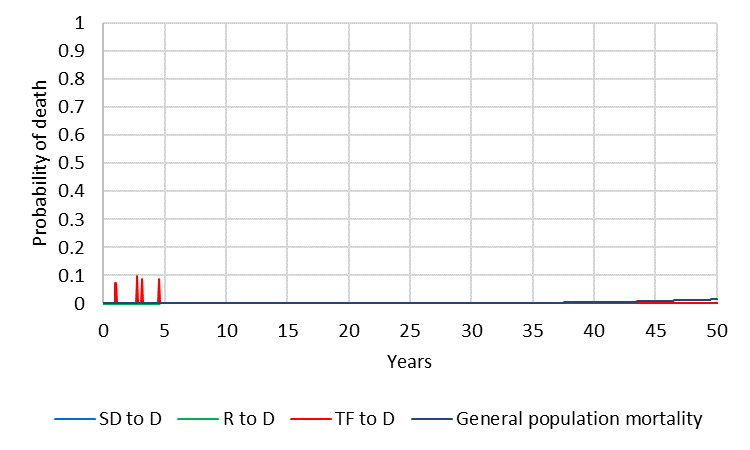 1
0.9
0.8
0.7
0.6
0.5
0.4
0.3
0.2
0.1
0
Probability of death
0 5 10 15 20 25 30 35 40 45 50
Years
SD to D R to D TF to D General population mortality